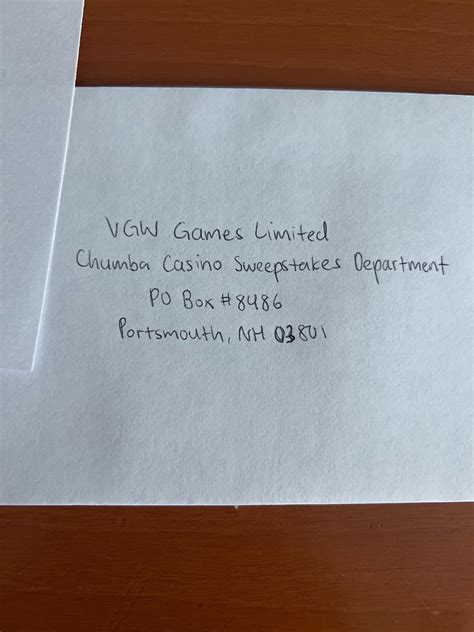 VGW Games Limited
Chumba Casino Sweepstakes Department
PO Box #8486
Portsmouth, NH 03801